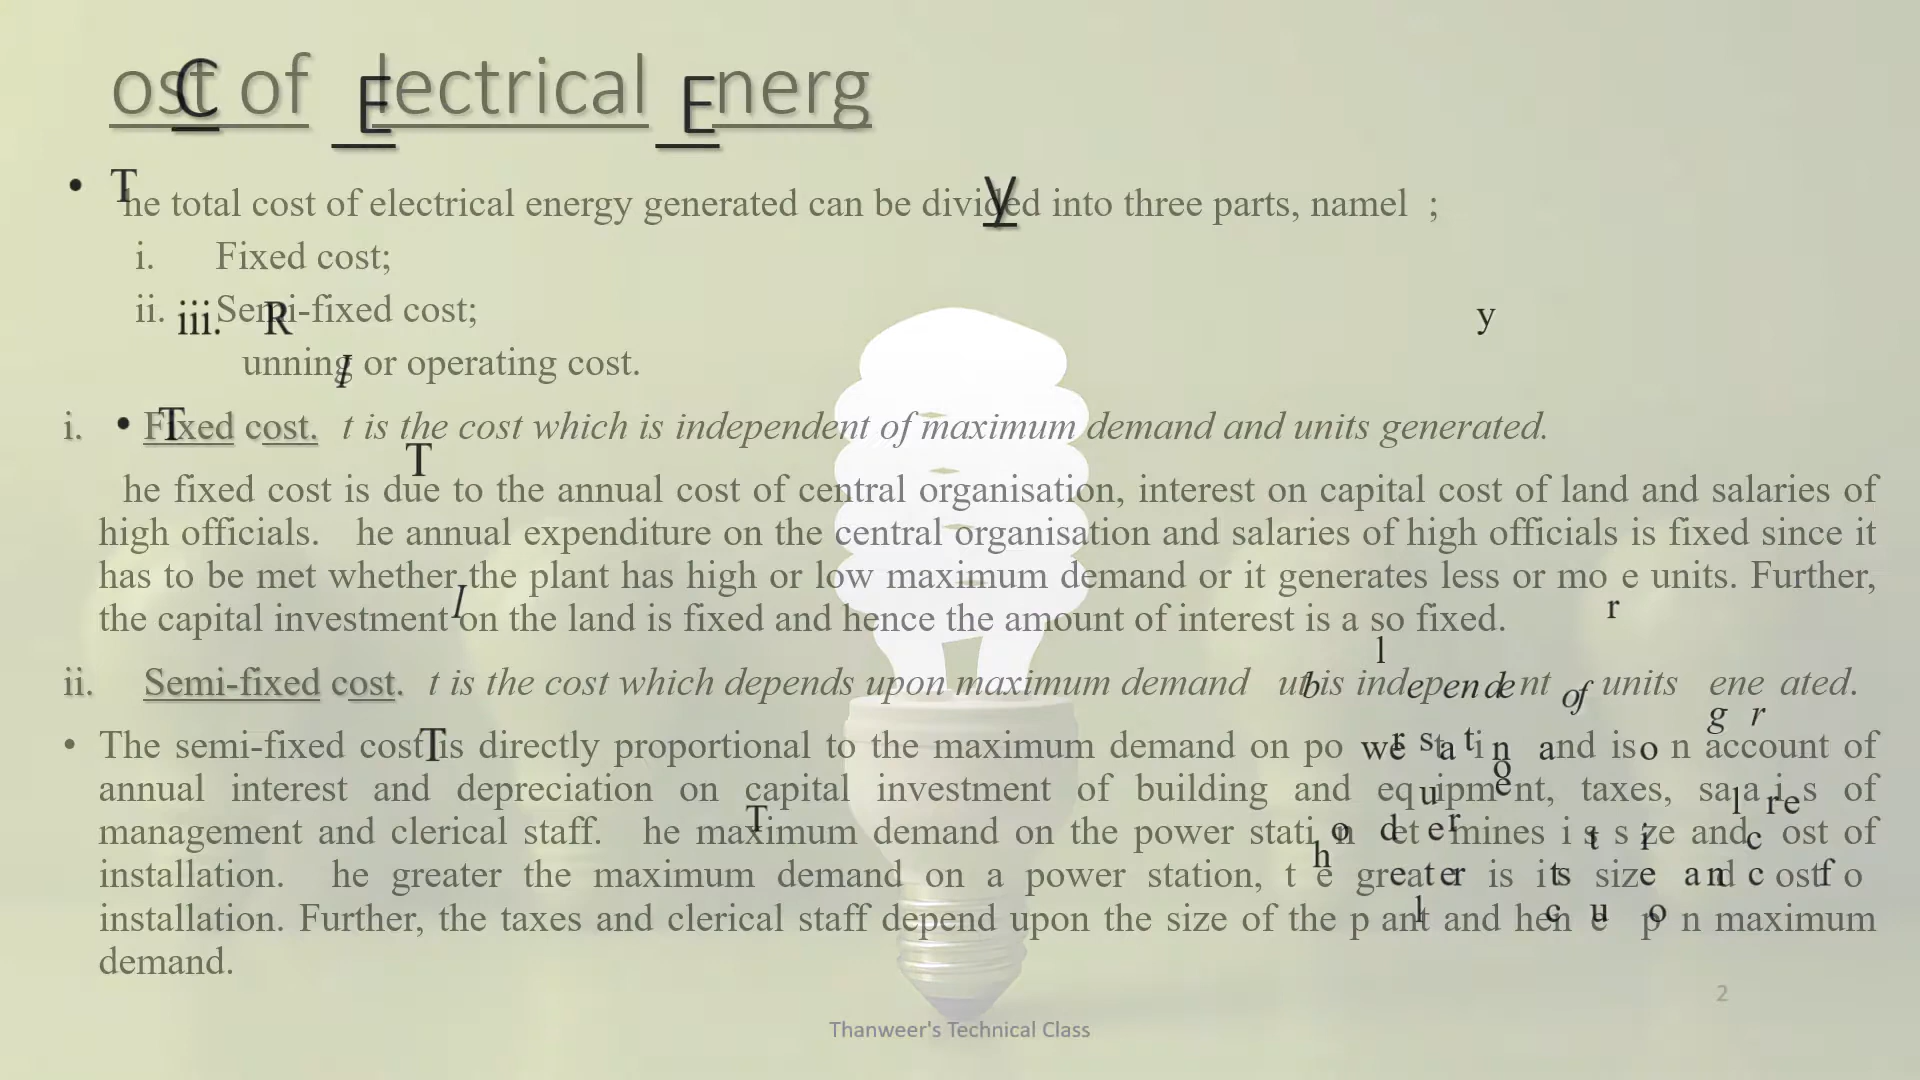 Cost of Electrical Energy
• The total cost of electrical energy generated can be divided into three parts, namely;
i. Fixed cost;
ii. Semi-fixed cost;
iii. Running or operating cost.
i. Fixed cost. It is the cost which is independent of maximum demand and units generated.
• The fixed cost is due to the annual cost of central organisation, interest on capital cost of land and salaries of
high officials. The annual expenditure on the central organisation and salaries of high officials is fixed since it
has to be met whether the plant has high or low maximum demand or it generates less or more units. Further,
the capital investment on the land is fixed and hence the amount of interest is also fixed.
ii. Semi-fixed cost. It is the cost which depends upon maximum demand but is independent of units generated.
• The semi-fixed cost is directly proportional to the maximum demand on power station and is on account of
annual interest and depreciation on capital investment of building and equipment, taxes, salaries of
management and clerical staff. The maximum demand on the power station determines its size and cost of
installation. The greater the maximum demand on a power station, the greater is its size and cost of
installation. Further, the taxes and clerical staff depend upon the size of the plant and hence upon maximum
demand.
2
Thanweer's Technical Class